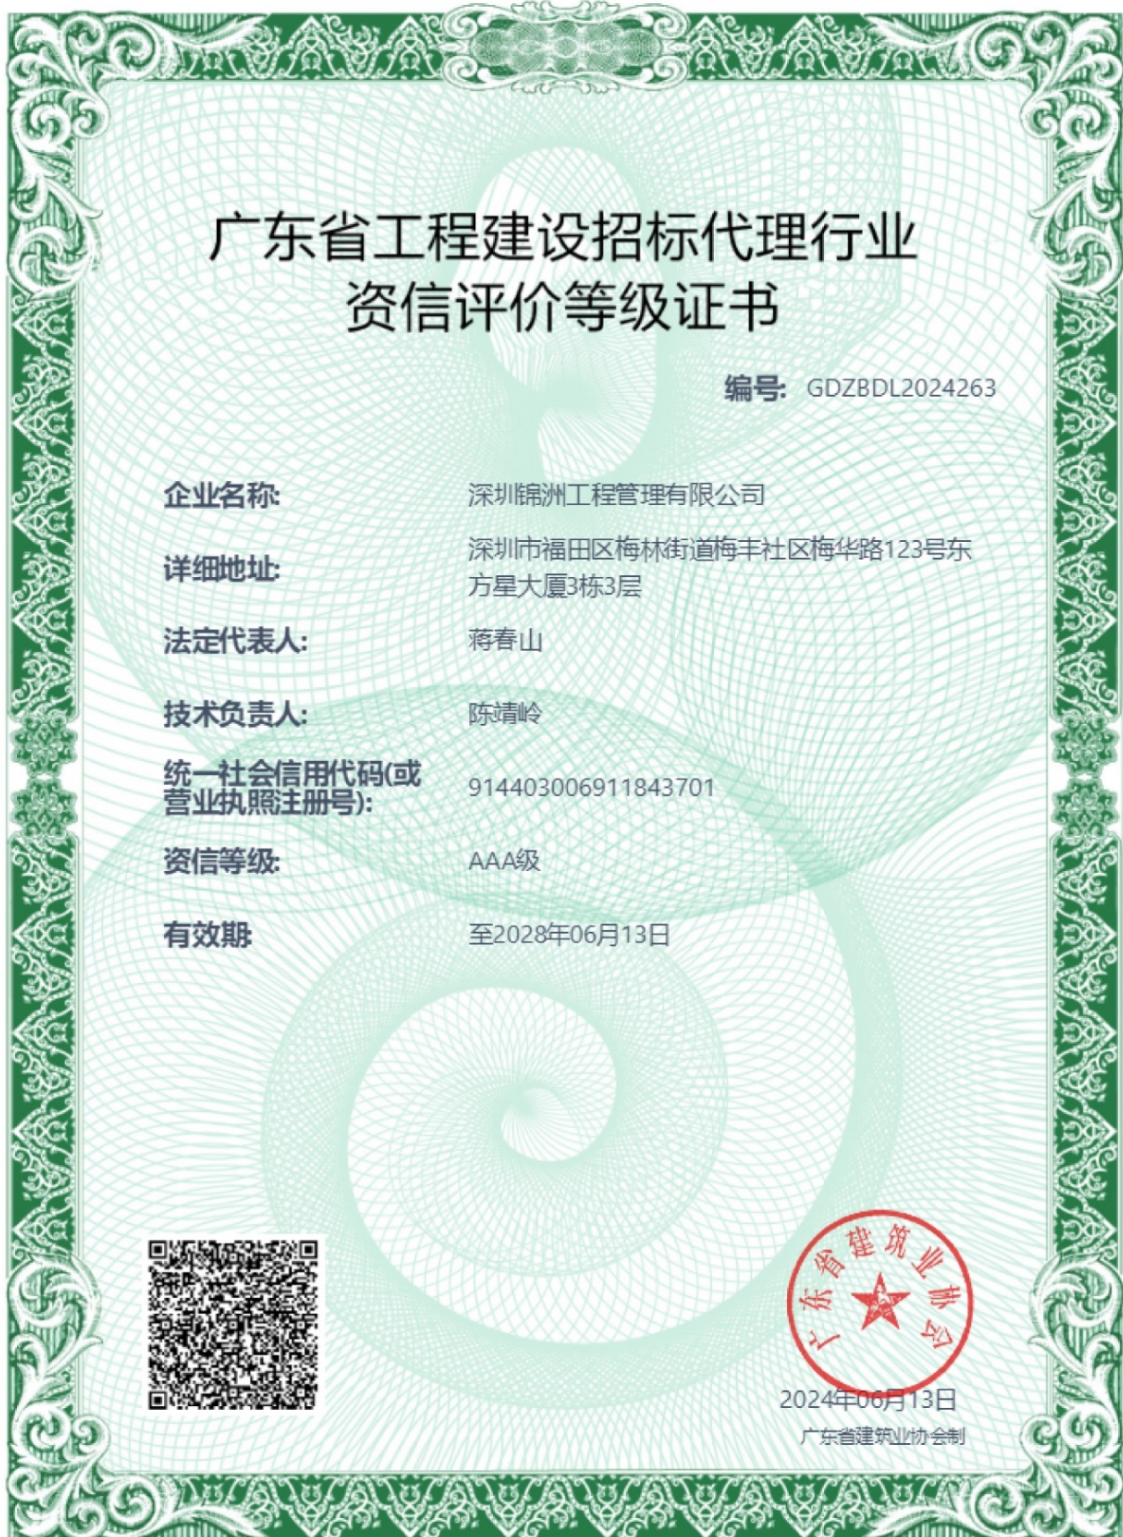 广东省工程建设招标代理行业
资信评价等级证书
编号: GDZBDL2024263
企业名称: 深圳锦洲工程管理有限公司
详细地址: 深圳市福田区梅林街道梅丰社区梅华路123号东
方星大厦3栋3层
法定代表人: 蒋春山
技术负责人: 陈靖岭
统一社会信用代码(或
营业执照注册号): 914403006911843701
资信等级: AAA级
有效期: 至2028年06月13日
广东省建筑业协会
2024年06月13日
广东省建筑业协会制